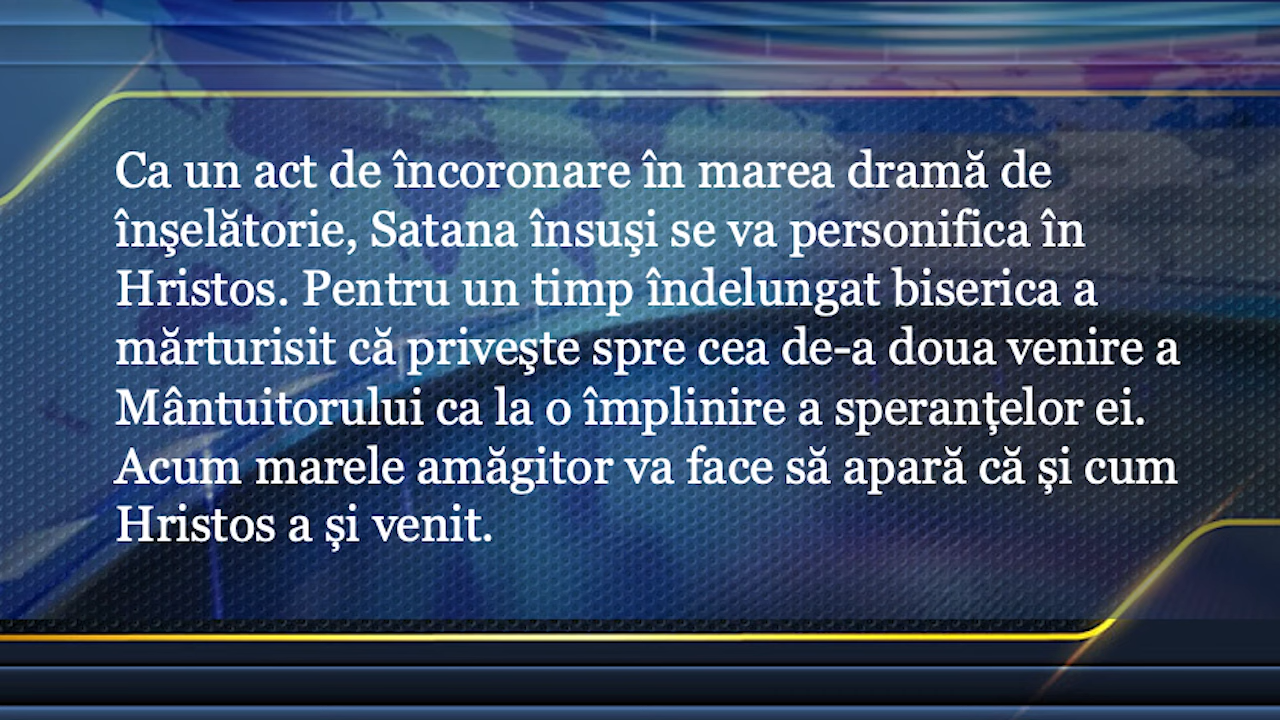 Ca un act de încoronare în marea dramă de
înşelătorie, Satana însuşi se va personifica în
Hristos. Pentru un timp îndelungat biserica a
mărturisit că priveşte spre cea de-a doua venire a
Mântuitorului ca la o împlinire a speranțelor ei.
Acum marele amăgitor va face să apară că și cum
Hristos a și venit.